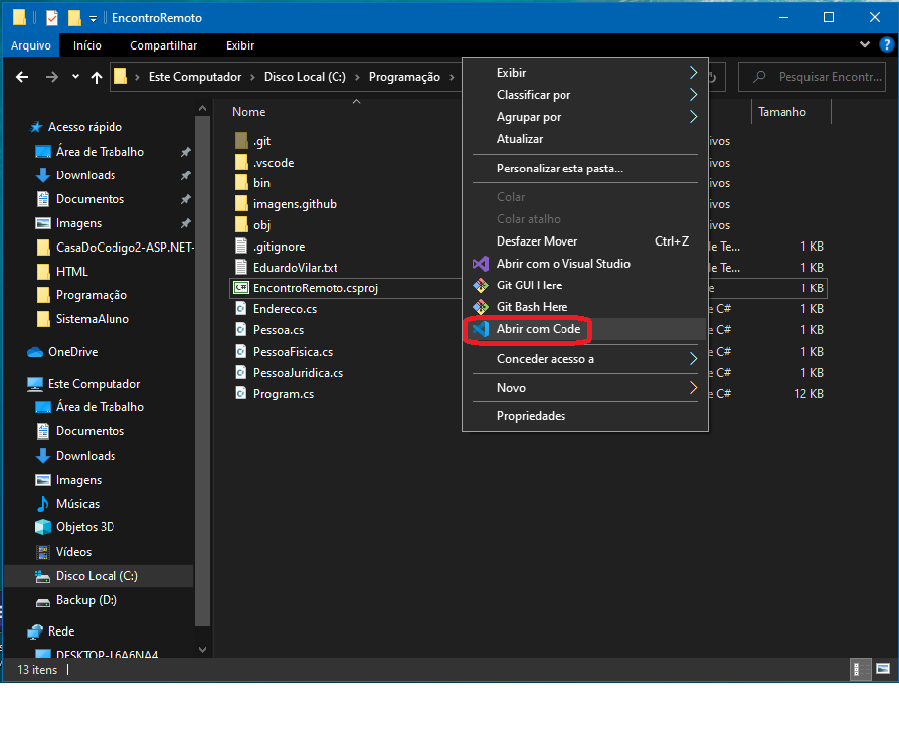 EncontroRemoto
Arquivo Início Compartilhar Exibir
Este Computador Disco Local (C:) Programação
Pesquisar Encontr...
Nome
Tamanho
Acesso rápido
Área de Trabalho
Downloads
Documentos
Imagens
CasaDoCodigo2-ASP.NET-
HTML
Programação
SistemaAluno
OneDrive
Este Computador
Área de Trabalho
Documentos
Downloads
Imagens
Músicas
Objetos 3D
Vídeos
Disco Local (C:)
Backup (D:)
Rede
DESKTOP-L6A6NA4
.git
.vscode
bin
imagens.github
obj
.gitignore
EduardoVilar.txt
EncontroRemoto.csproj
Endereco.cs
Pessoa.cs
PessoaFisica.cs
PessoaJuridica.cs
Program.cs
Exibir
Classificar por
Agrupar por
Atualizar
Personalizar esta pasta...
Colar
Colar atalho
Desfazer Mover Ctrl+Z
Abrir com o Visual Studio
Git GUI Here
Git Bash Here
Abrir com Code
Conceder acesso a
Novo
Propriedades
ivos
ivos
ivos
ivos
ivos
e Te... 1 KB
e Te... 1 KB
e 1 KB
e C# 1 KB
e C# 1 KB
e C# 1 KB
e C# 1 KB
e C# 12 KB
13 itens